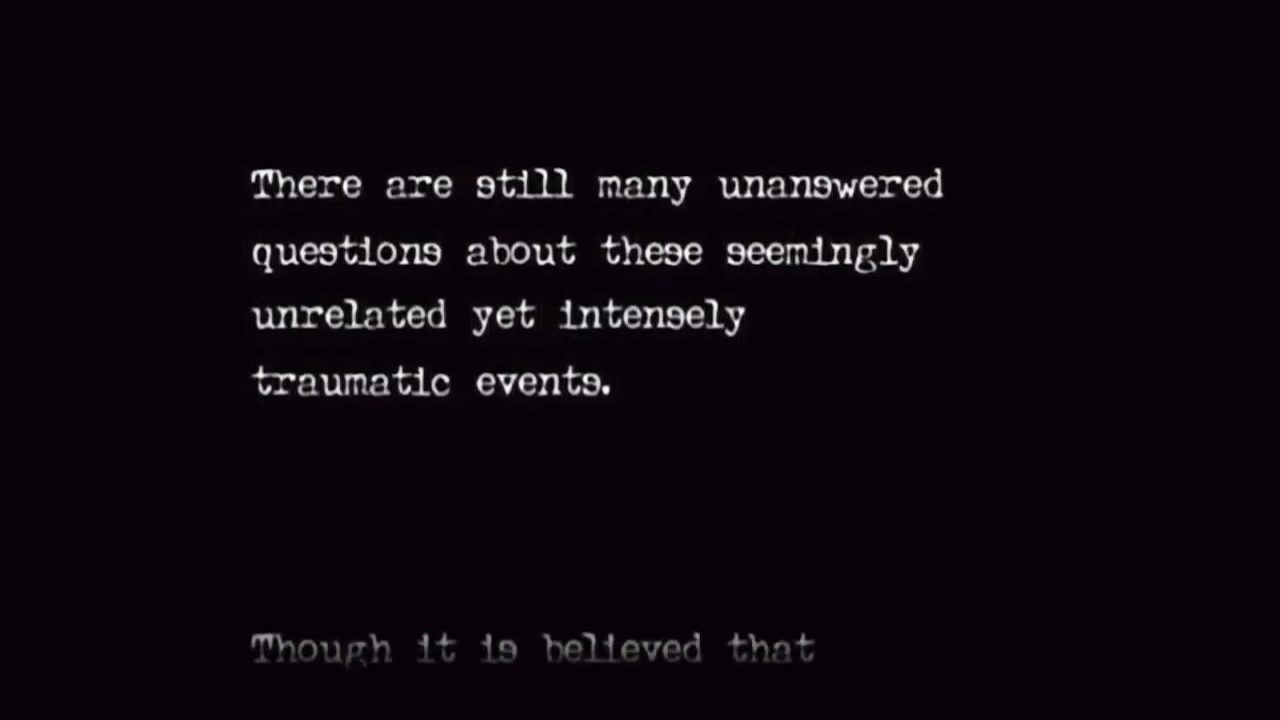 There are still many unanswered
questions about these seemingly
unrelated yet intensely
traumatic events.
Though it is believed that